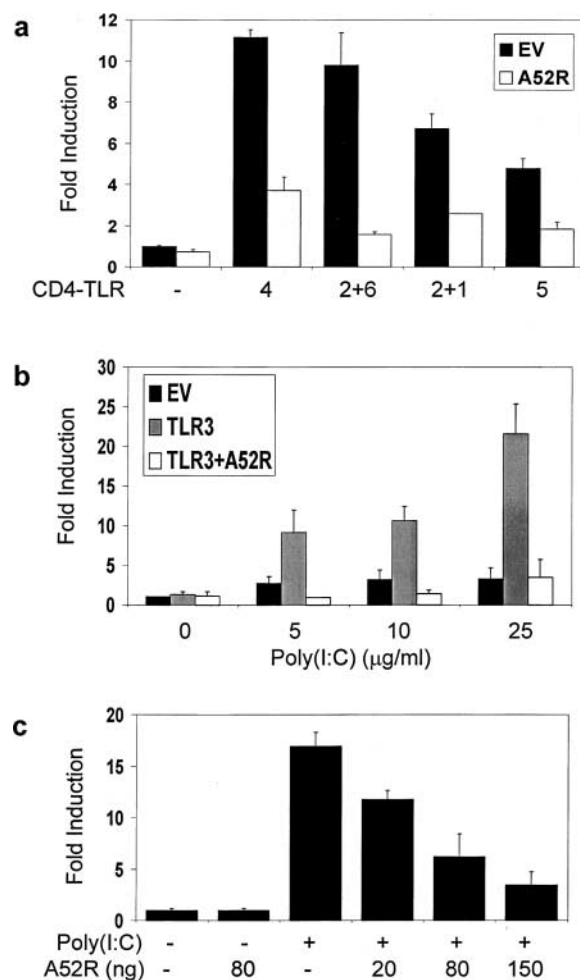 a
12
10
8
6
4
2
0
Fold Induction
EV
A52R
CD4-TLR - 4 2+6 2+1 5
b
30
25
20
15
10
5
0
Fold Induction
EV
TLR3
TLR3+A52R
0 5 10 25
Poly(I:C) (µg/ml)
c
20
15
10
5
0
Fold Induction
Poly(I:C) - - + + + +
A52R (ng) - 80 - 20 80 150